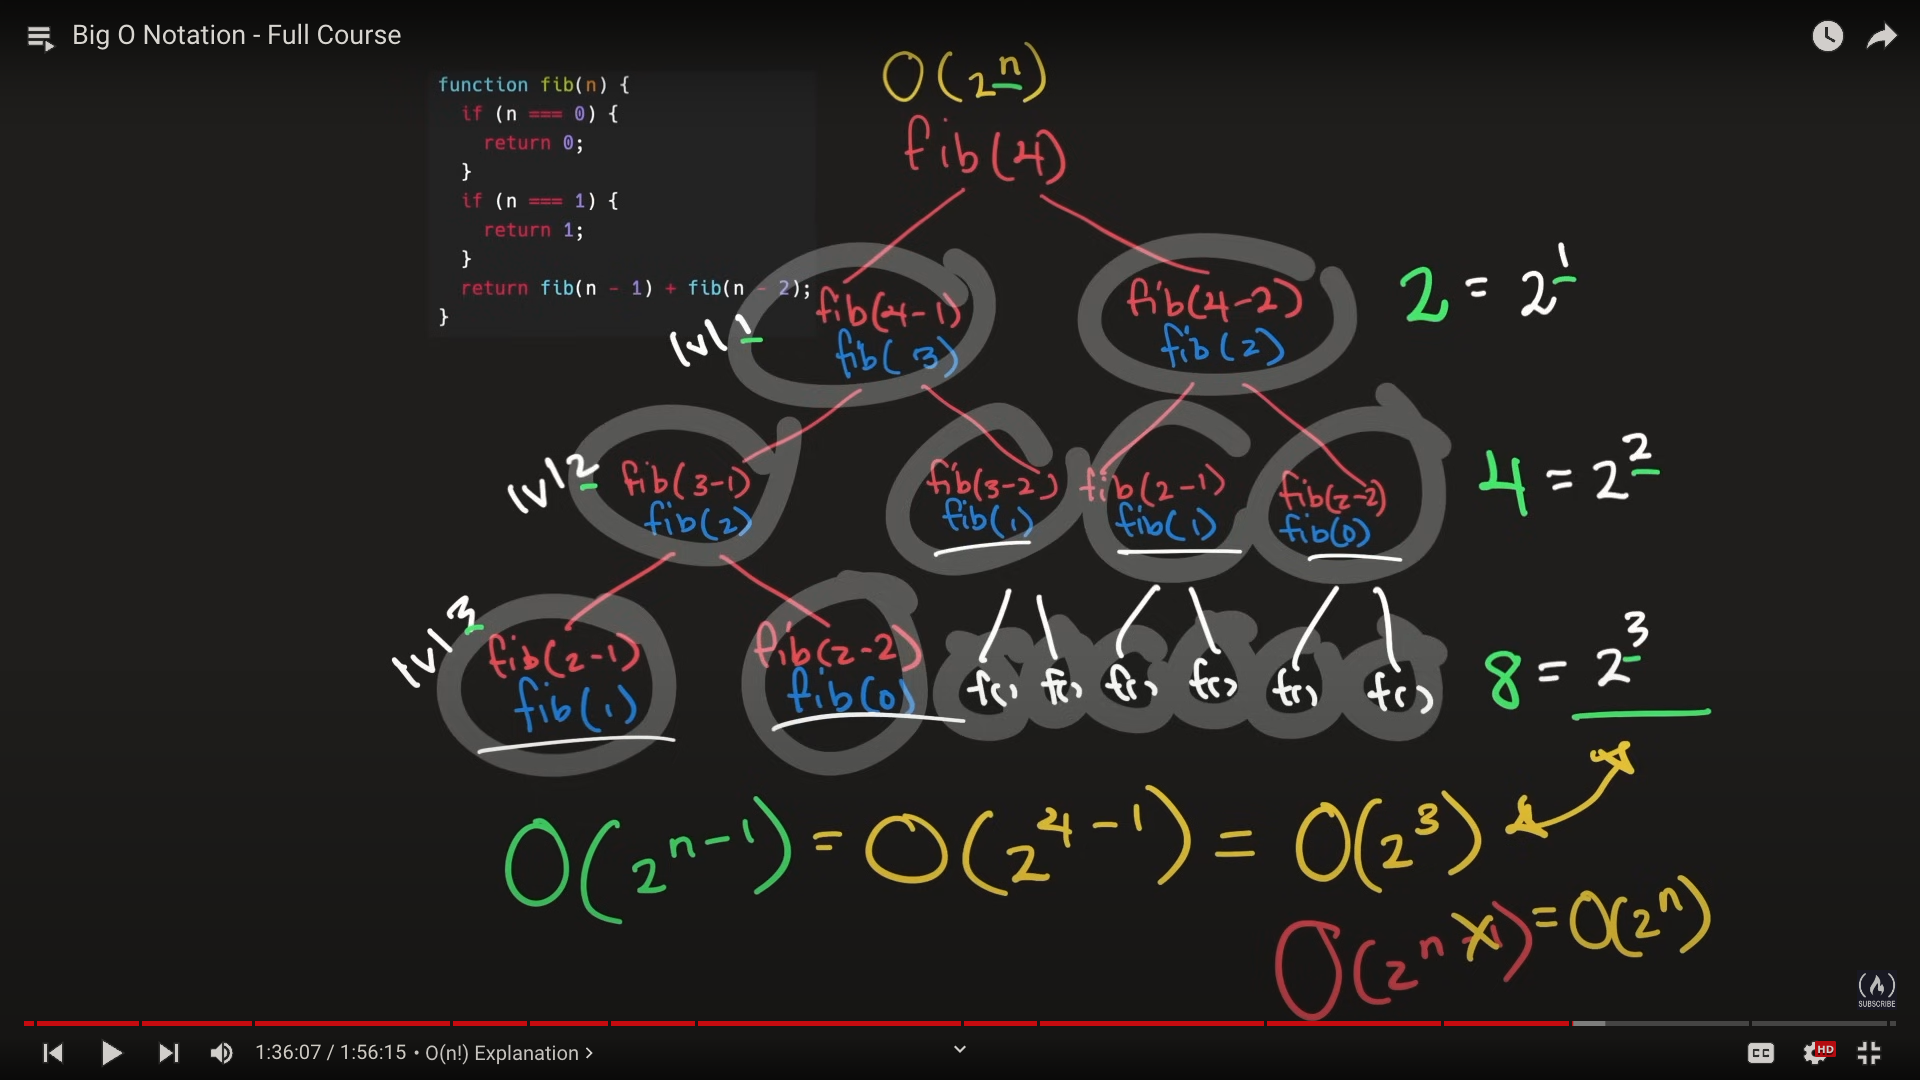 Big O Notation - Full Course
O(2^n)
function fib(n) {
if (n === 0) {
return 0;
}
if (n === 1) {
return 1;
}
return fib(n - 1) + fib(n - 2);
}
fib(4)
lvl 1
fib(4-1)
fib(3)
fib(4-2)
fib(2)
2 = 2^1
lvl 2
fib(3-1)
fib(2)
fib(3-2)
fib(1)
fib(2-1)
fib(1)
fib(2-2)
fib(0)
4 = 2^2
lvl 3
fib(2-1)
fib(1)
fib(2-2)
fib(0)
f() f() f() f() f() f()
8 = 2^3
O(2^n-1) = O(2^4-1) = O(2^3)
O(2^n-1) = O(2^n)
SUBSCRIBE
1:36:07 / 1:56:15 • O(n!) Explanation >
CC
HD